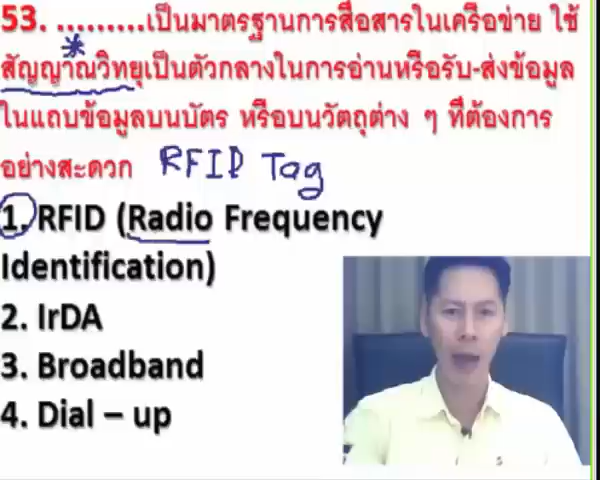 53. .........เป็นมาตรฐานการสื่อสารในเครือข่าย ใช้
สัญญาณวิทยุเป็นตัวกลางในการอ่านหรือรับ-ส่งข้อมูล
ในแถบข้อมูลบนบัตร หรือบนวัตถุต่าง ๆ ที่ต้องการ
อย่างสะดวก RFID Tag
1. RFID (Radio Frequency
Identification)
2. IrDA
3. Broadband
4. Dial – up